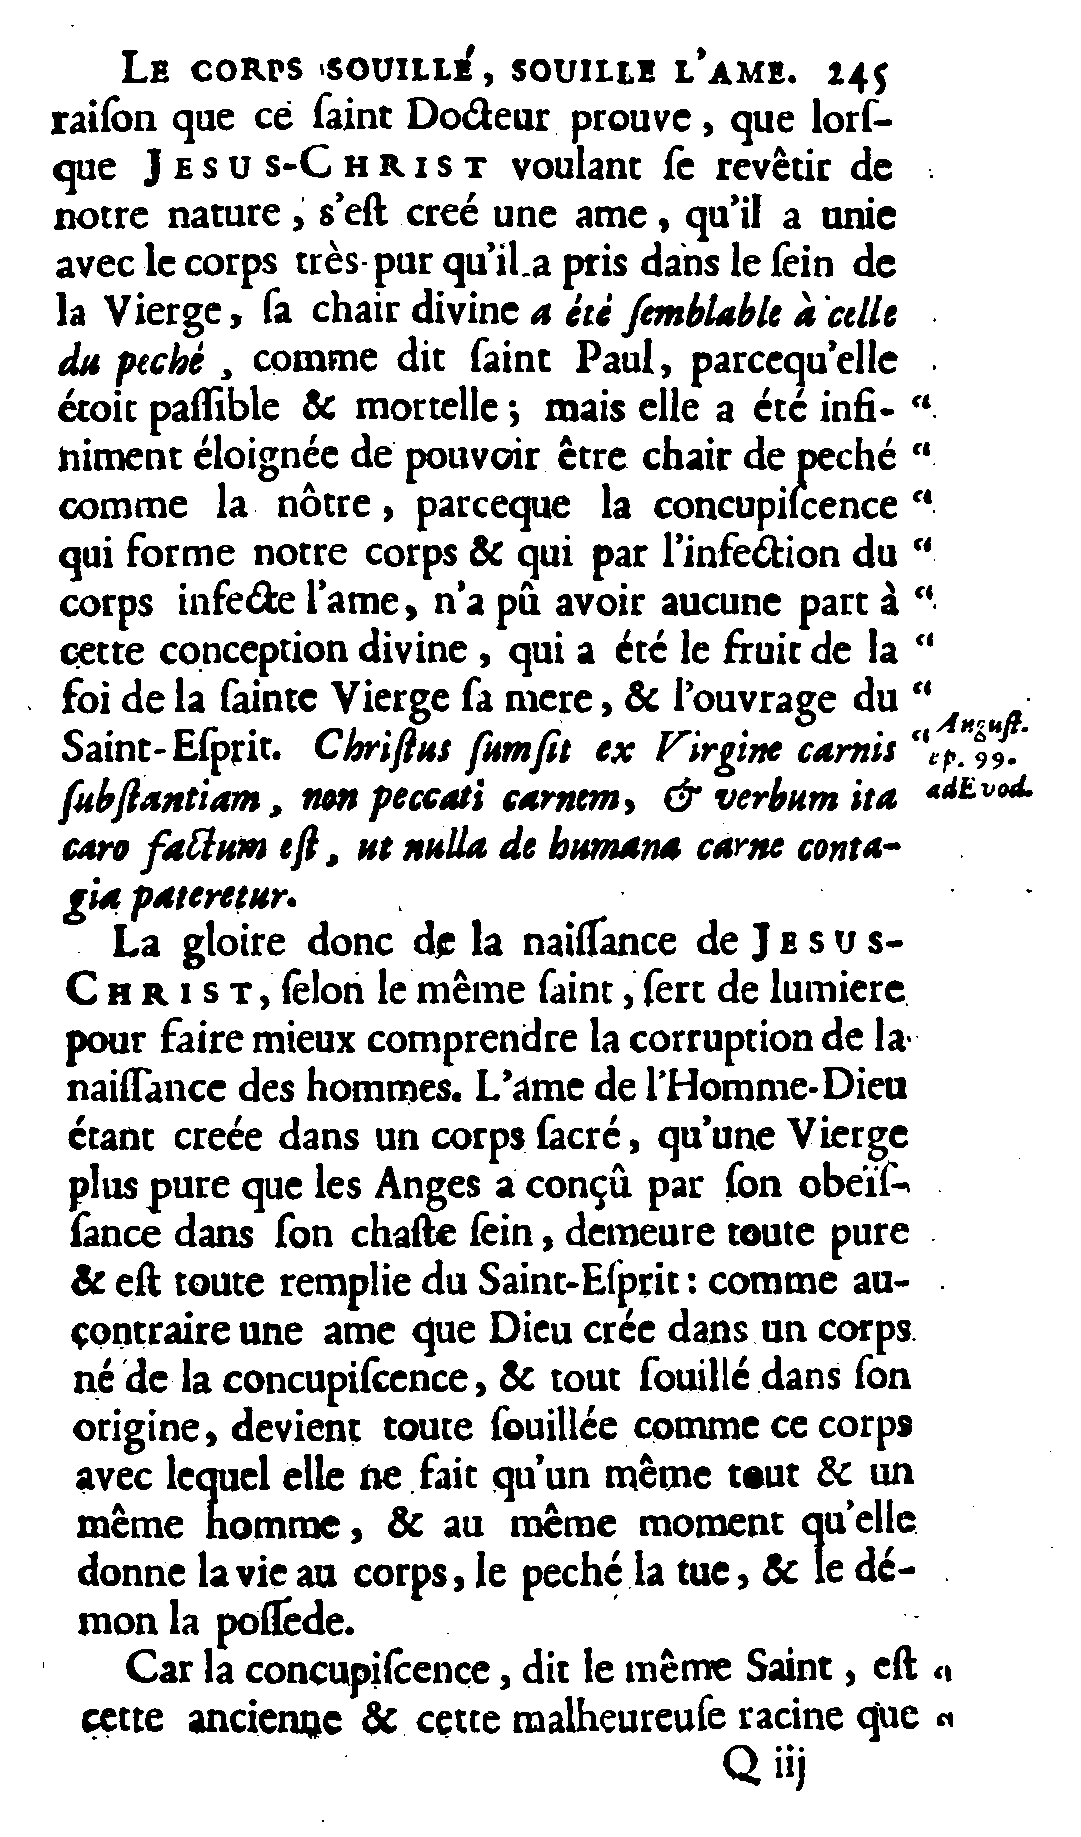 LE CORPS SOUILLÉ, SOUILLE L'AME. 245
raiſon que ce ſaint Docteur prouve, que lorſ-
que JESUS-CHRIST voulant ſe revêtir de
notre nature, s'eſt creé une ame, qu'il a unie
avec le corps très-pur qu'il a pris dans le ſein de
la Vierge, ſa chair divine a été ſemblable à celle
du peché, comme dit ſaint Paul, parcequ'elle
étoit paſſible & mortelle; mais elle a été infi- “
niment éloignée de pouvoir être chair de peché “
comme la nôtre, parceque la concupiſcence “
qui forme notre corps & qui par l'infection du “
corps infecte l'ame, n'a pû avoir aucune part à “
cette conception divine, qui a été le fruit de la “
foi de la ſainte Vierge ſa mere, & l'ouvrage du “
Saint-Eſprit. Chriſtus ſumſit ex Virgine carnis “
ſubſtantiam, non peccati carnem, & verbum ita
caro factum eſt, ut nulla de humana carne conta-
gia pateretur.
Auguſt.
ep. 99.
ad Evod.
La gloire donc de la naiſſance de JESUS-
CHRIST, ſelon le même ſaint, ſert de lumiere
pour faire mieux comprendre la corruption de la
naiſſance des hommes. L'ame de l'Homme-Dieu
étant creée dans un corps ſacré, qu'une Vierge
plus pure que les Anges a conçû par ſon obeïſ-
ſance dans ſon chaſte ſein, demeure toute pure
& eſt toute remplie du Saint-Eſprit: comme au-
contraire une ame que Dieu crée dans un corps
né de la concupiſcence, & tout ſouillé dans ſon
origine, devient toute ſouillée comme ce corps
avec lequel elle ne fait qu'un même tout & un
même homme, & au même moment qu'elle
donne la vie au corps, le peché la tue, & le dé-
mon la poſſede.
Car la concupiſcence, dit le même Saint, eſt “
cette ancienne & cette malheureuſe racine que “
Q iij